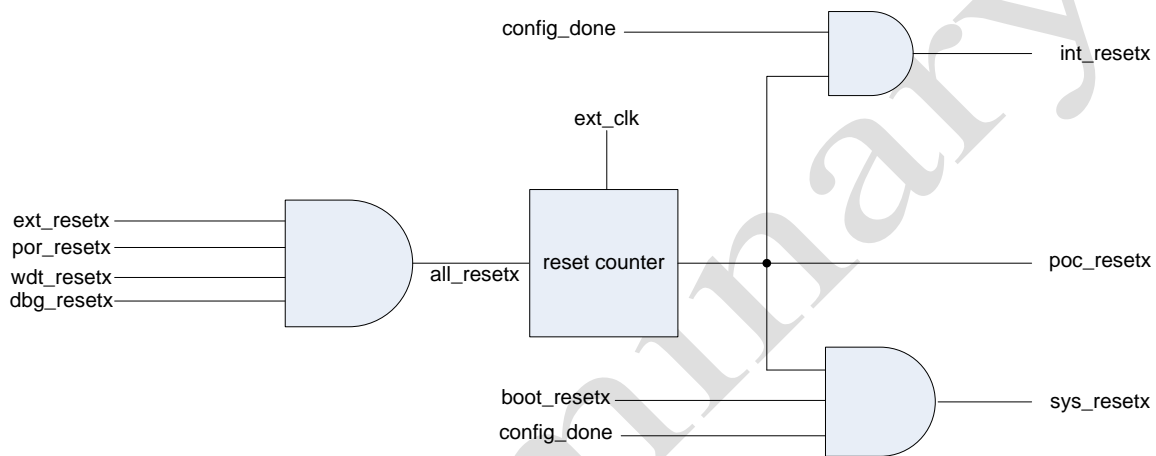 config_done
int_resetx
ext_clk
ext_resetx
por_resetx
wdt_resetx
dbg_resetx
all_resetx
reset counter
poc_resetx
boot_resetx
config_done
sys_resetx